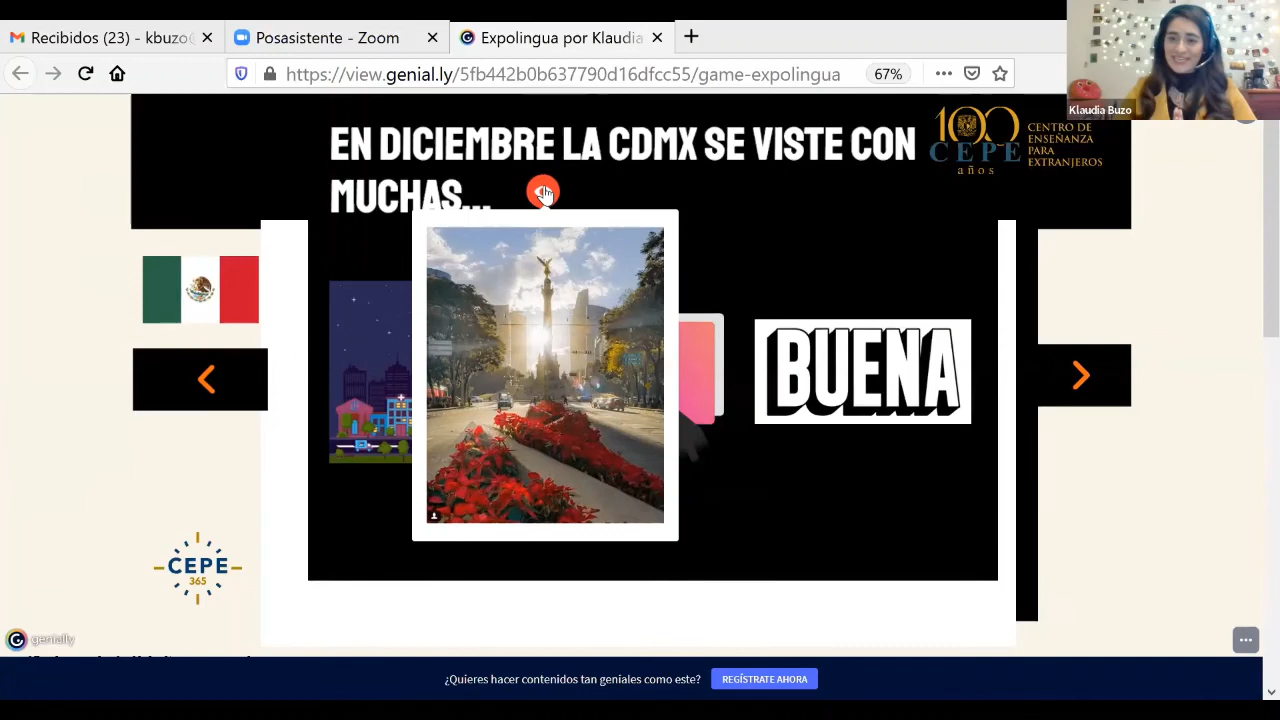 Recibidos (23) - kbuzo
Posasistente - Zoom
Expolingua por Klaudia
https://view.genial.ly/5fb442b0b637790d16dfcc55/game-expolingua
67%
Klaudia Buzo
EN DICIEMBRE LA CDMX SE VISTE CON
MUCHAS...
100
CEPE
años
CENTRO DE
ENSEÑANZA
PARA
EXTRANJEROS
BUENA
CEPE
365
genially
¿Quieres hacer contenidos tan geniales como este?
REGÍSTRATE AHORA